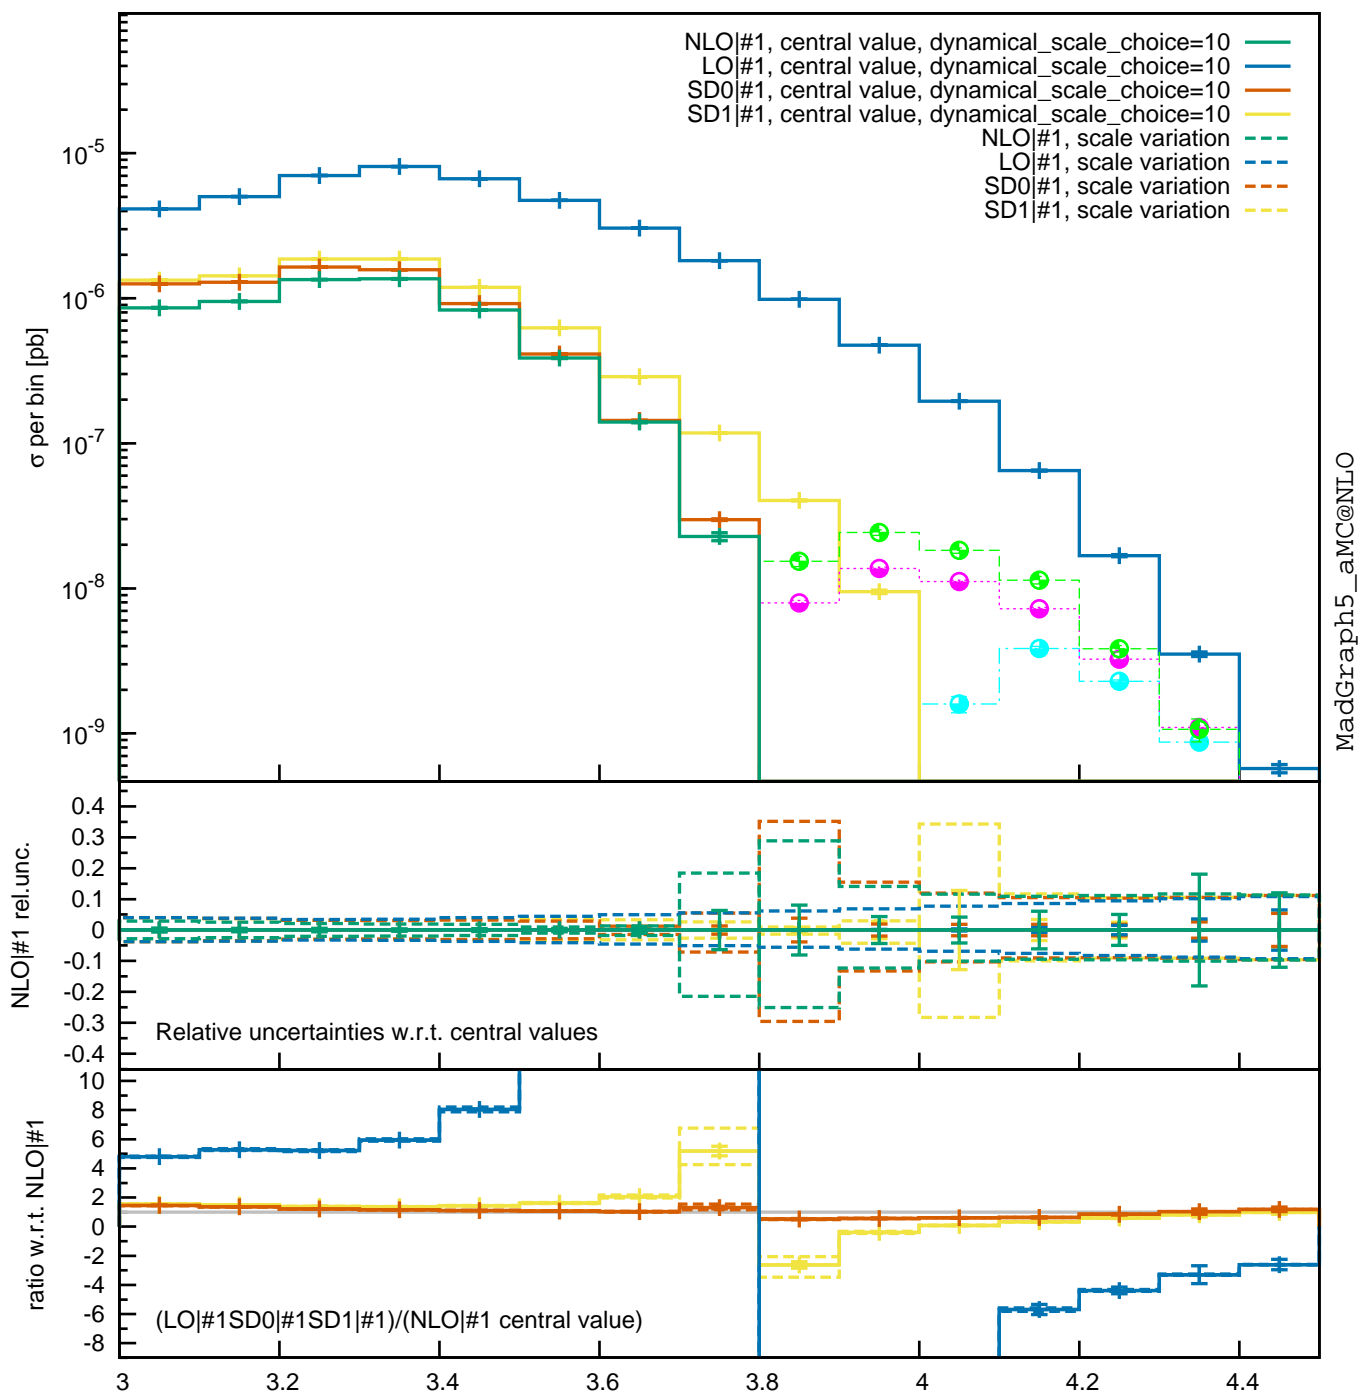 NLO|#1, central value, dynamical_scale_choice=10
LO|#1, central value, dynamical_scale_choice=10
SD0|#1, central value, dynamical_scale_choice=10
SD1|#1, central value, dynamical_scale_choice=10
NLO|#1, scale variation
LO|#1, scale variation
SD0|#1, scale variation
SD1|#1, scale variation
10^-5
10^-6
10^-7
10^-8
10^-9
σ per bin [pb]
MadGraph5_aMC@NLO
0.4
0.3
0.2
0.1
0
-0.1
-0.2
-0.3
-0.4
NLO|#1 rel.unc.
Relative uncertainties w.r.t. central values
10
8
6
4
2
0
-2
-4
-6
-8
ratio w.r.t. NLO|#1
(LO|#1SD0|#1SD1|#1)/(NLO|#1 central value)
3 3.2 3.4 3.6 3.8 4 4.2 4.4